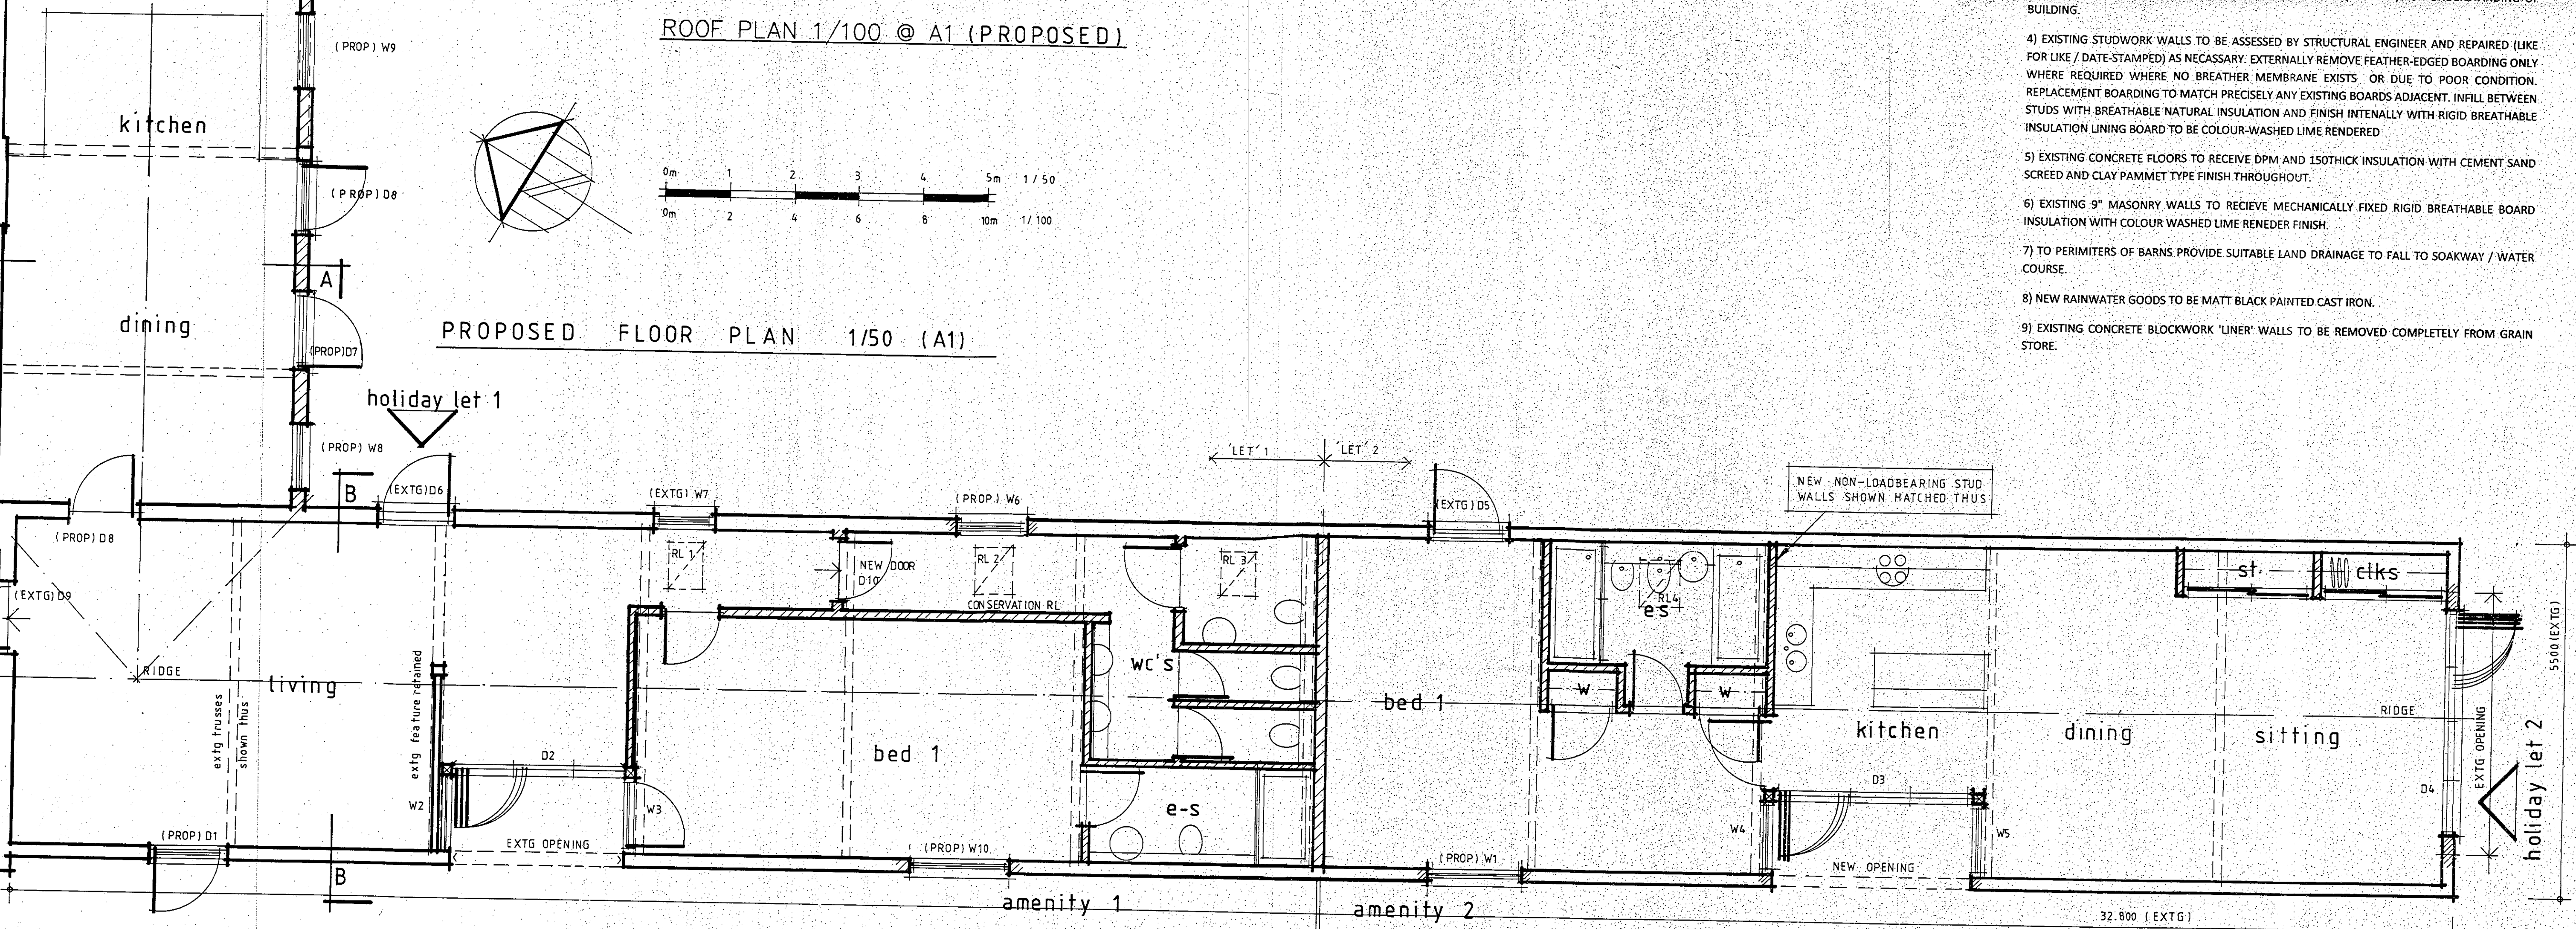 ROOF PLAN 1/100 @ A1 (PROPOSED)
BUILDING.
4) EXISTING STUDWORK WALLS TO BE ASSESSED BY STRUCTURAL ENGINEER AND REPAIRED (LIKE
FOR LIKE / DATE-STAMPED) AS NECASSARY. EXTERNALLY REMOVE FEATHER-EDGED BOARDING ONLY
WHERE REQUIRED WHERE NO BREATHER MEMBRANE EXISTS OR DUE TO POOR CONDITION.
REPLACEMENT BOARDING TO MATCH PRECISELY ANY EXISTING BOARDS ADJACENT. INFILL BETWEEN
STUDS WITH BREATHABLE NATURAL INSULATION AND FINISH INTENALLY WITH RIGID BREATHABLE
INSULATION LINING BOARD TO BE COLOUR-WASHED LIME RENDERED
5) EXISTING CONCRETE FLOORS TO RECEIVE DPM AND 150THICK INSULATION WITH CEMENT SAND
SCREED AND CLAY PAMMET TYPE FINISH THROUGHOUT.
6) EXISTING 9" MASONRY WALLS TO RECIEVE MECHANICALLY FIXED RIGID BREATHABLE BOARD
INSULATION WITH COLOUR WASHED LIME RENEDER FINISH.
7) TO PERIMITERS OF BARNS PROVIDE SUITABLE LAND DRAINAGE TO FALL TO SOAKWAY / WATER
COURSE.
8) NEW RAINWATER GOODS TO BE MATT BLACK PAINTED CAST IRON.
9) EXISTING CONCRETE BLOCKWORK 'LINER' WALLS TO BE REMOVED COMPLETELY FROM GRAIN
STORE.
(PROP) W9
kitchen
(PROP) D8
0m 1 2 3 4 5m 1/50
0m 2 4 6 8 10m 1/100
A
dining
(PROP)D7
PROPOSED FLOOR PLAN 1/50 (A1)
holiday let 1
(PROP) W8
'LET' 1
'LET' 2
B
(EXTG)D6
(EXTG) W7
(PROP) W6
(EXTG)D5
NEW NON-LOADBEARING STUD
WALLS SHOWN HATCHED THUS
(PROP) D8
RL 1
NEW DOOR
D10
RL 2
RL 3
CONSERVATION RL
RL4
es
st.
clks
(EXTG)D9
RIDGE
living
extg trusses
shown thus
extg feature retained
wc's
bed 1
W
W
bed 1
kitchen
dining
sitting
RIDGE
EXTG OPENING
5500 (EXTG)
holiday let 2
D2
D3
D4
W2
W3
e-s
W4
W5
(PROP) D1
EXTG OPENING
(PROP) W10
(PROP) W1
NEW OPENING
B
amenity 1
amenity 2
32.800 (EXTG)